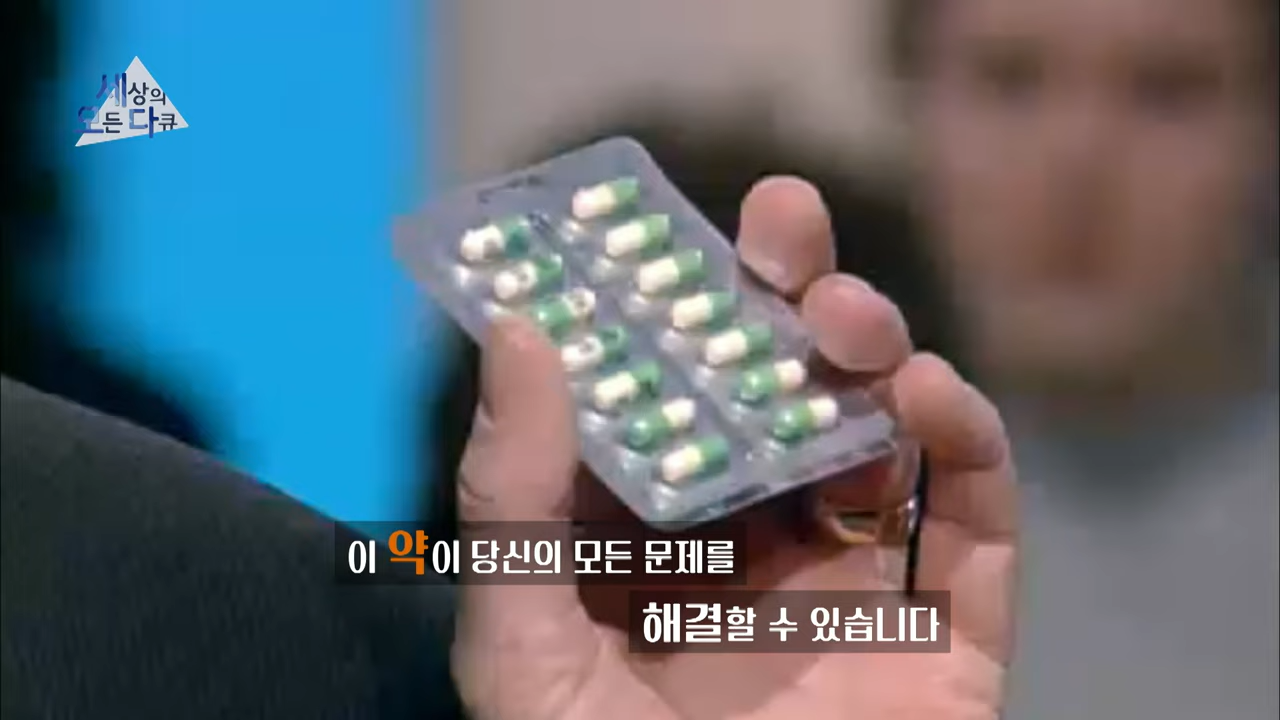 세상의
모든 다큐
이 약이 당신의 모든 문제를
해결할 수 있습니다